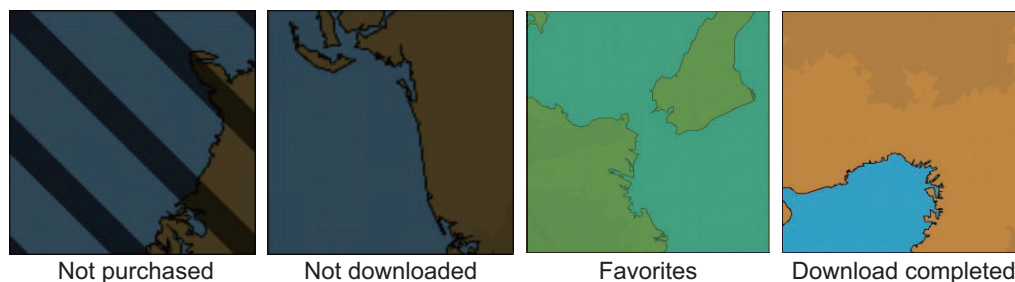 Not purchased
Not downloaded
Favorites
Download completed